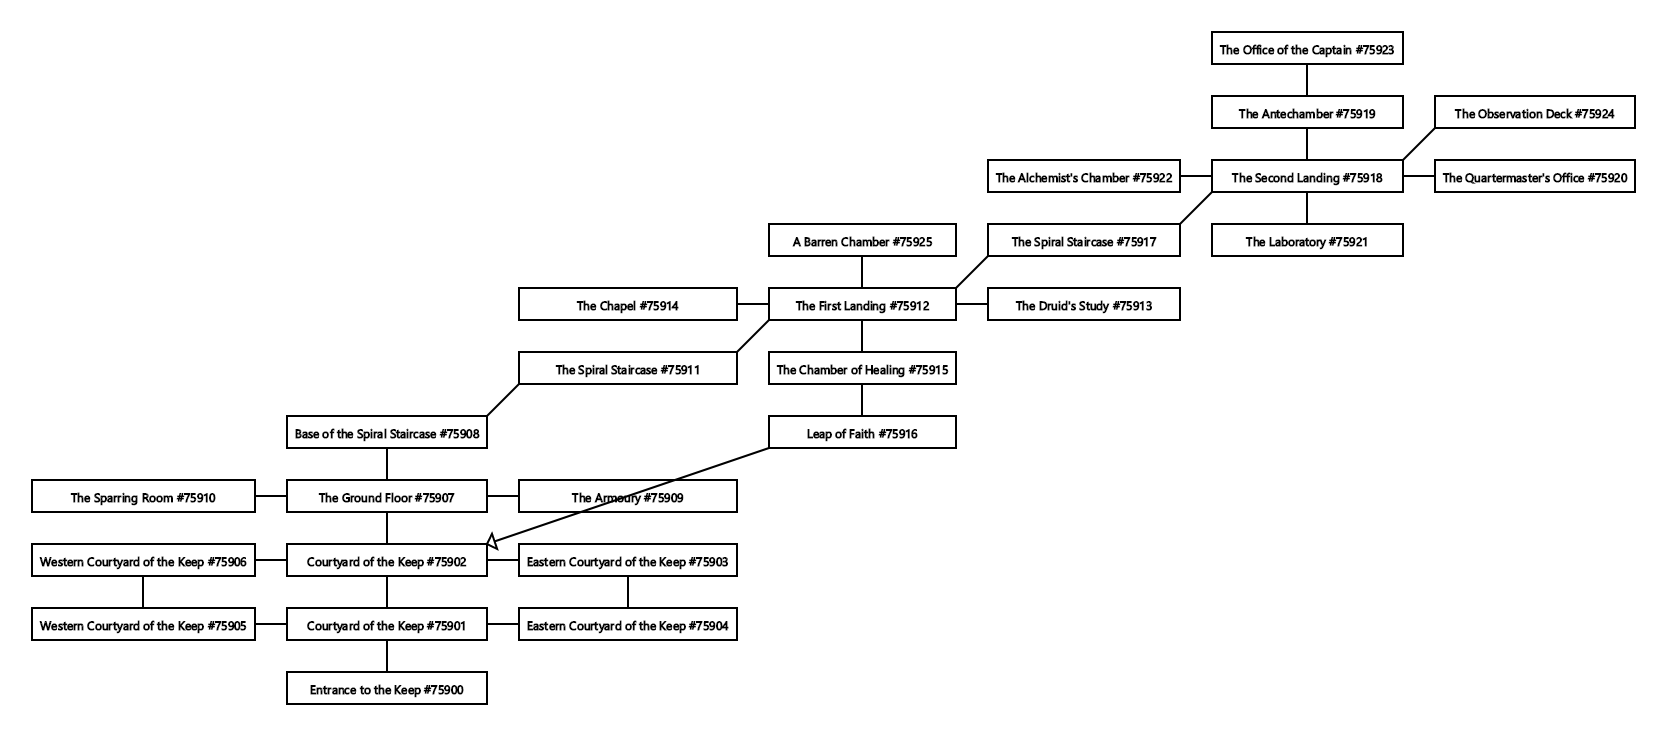 The Office of the Captain #75923
The Antechamber #75919
The Observation Deck #75924
The Alchemist's Chamber #75922
The Second Landing #75918
The Quartermaster's Office #75920
A Barren Chamber #75925
The Spiral Staircase #75917
The Laboratory #75921
The Chapel #75914
The First Landing #75912
The Druid's Study #75913
The Spiral Staircase #75911
The Chamber of Healing #75915
Base of the Spiral Staircase #75908
Leap of Faith #75916
The Sparring Room #75910
The Ground Floor #75907
The Armoury #75909
Western Courtyard of the Keep #75906
Courtyard of the Keep #75902
Eastern Courtyard of the Keep #75903
Western Courtyard of the Keep #75905
Courtyard of the Keep #75901
Eastern Courtyard of the Keep #75904
Entrance to the Keep #75900